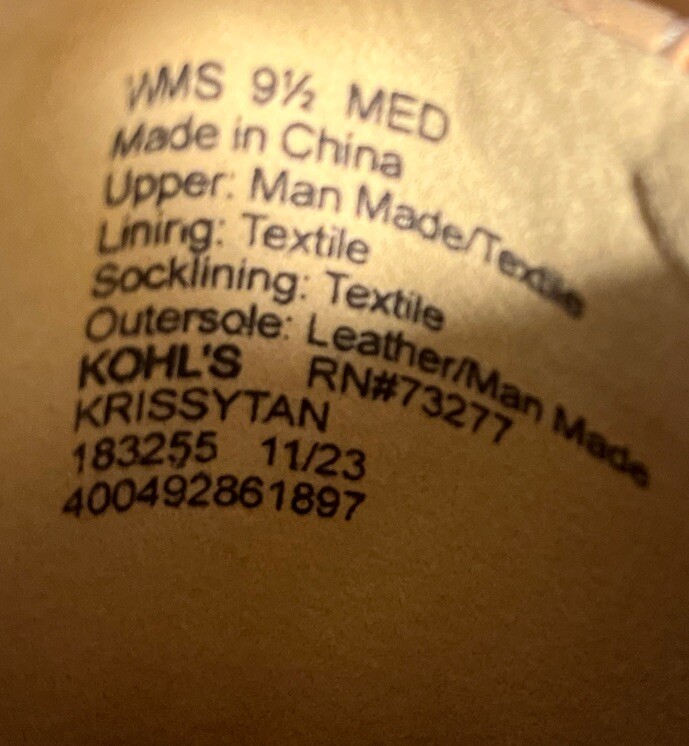 WMS 9½ MED
Made in China
Upper: Man Made/Textile
Lining: Textile
Socklining: Textile
Outersole: Leather/Man Made
KOHL'S RN#73277
KRISSYTAN
183255 11/23
400492861897